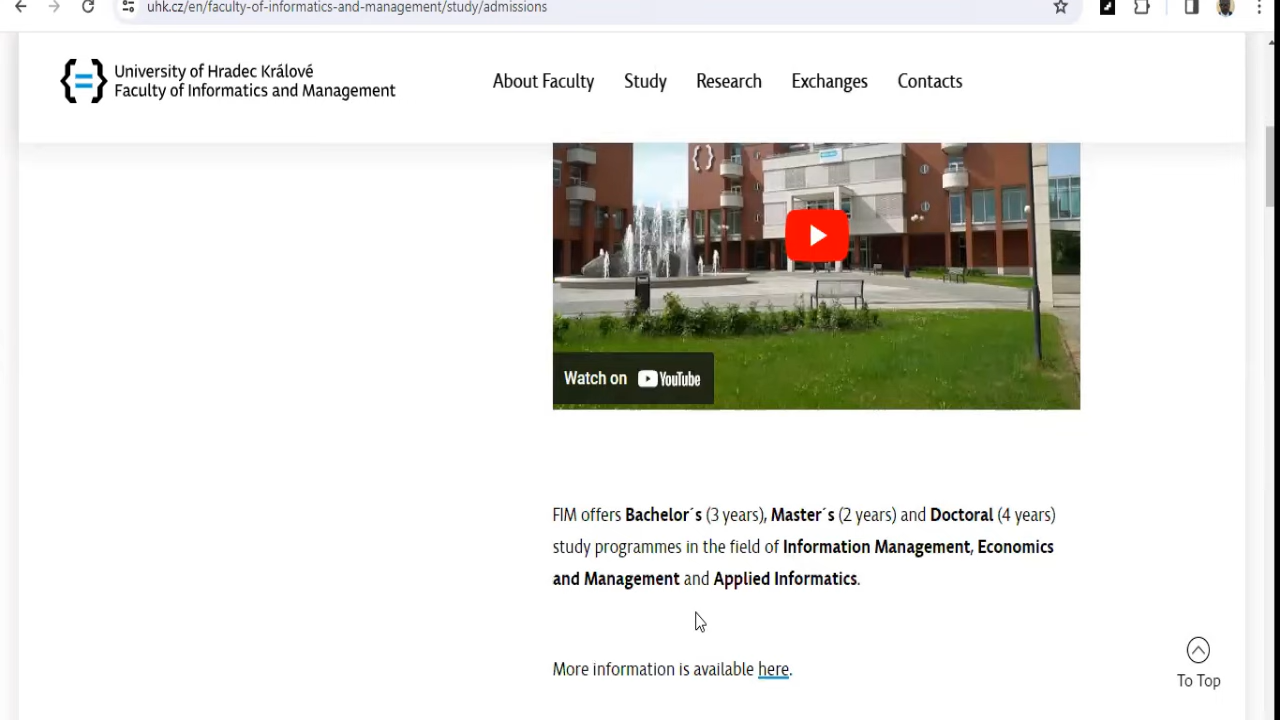 uhk.cz/en/faculty-of-informatics-and-management/study/admissions
University of Hradec Králové
Faculty of Informatics and Management
About Faculty Study Research Exchanges Contacts
Watch on YouTube
FIM offers Bachelor´s (3 years), Master´s (2 years) and Doctoral (4 years)
study programmes in the field of Information Management, Economics
and Management and Applied Informatics.
More information is available here.
To Top